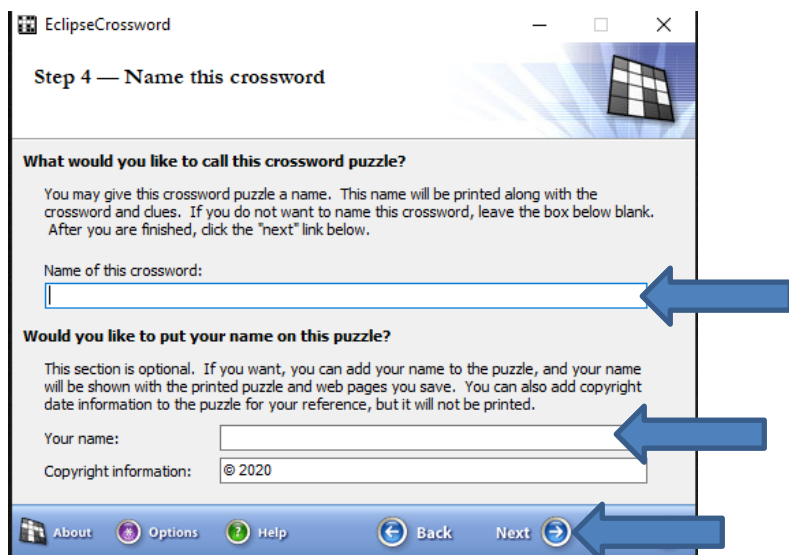 EclipseCrossword
Step 4 — Name this crossword
What would you like to call this crossword puzzle?
You may give this crossword puzzle a name. This name will be printed along with the
crossword and clues. If you do not want to name this crossword, leave the box below blank.
After you are finished, click the "next" link below.
Name of this crossword:
Would you like to put your name on this puzzle?
This section is optional. If you want, you can add your name to the puzzle, and your name
will be shown with the printed puzzle and web pages you save. You can also add copyright
date information to the puzzle for your reference, but it will not be printed.
Your name:
Copyright information: © 2020
About Options Help Back Next